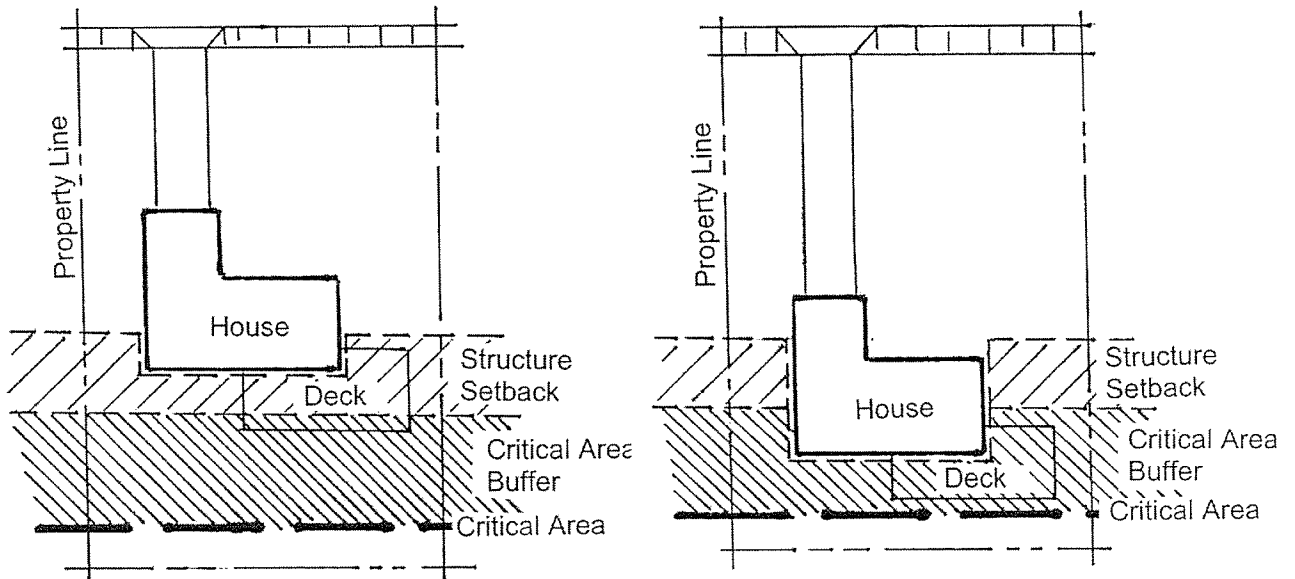 Property Line
House
Structure
Setback
Deck
Critical Area
Buffer
Critical Area
Property Line
House
Structure
Setback
Deck
Critical Area
Buffer
Critical Area